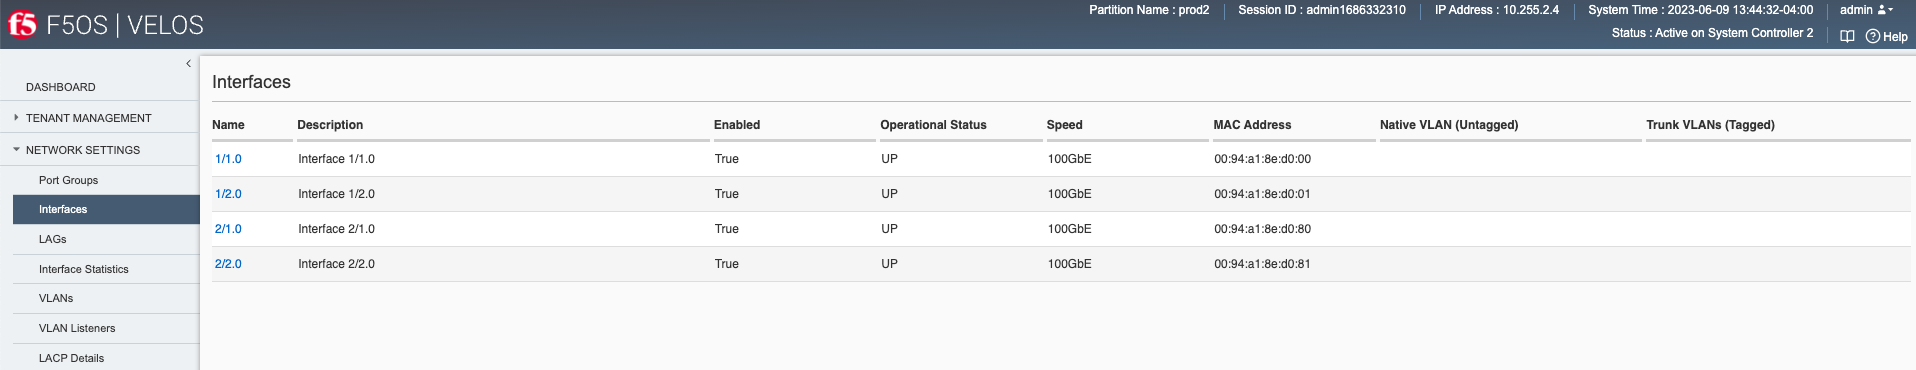 f5 F5OS | VELOS
Partition Name : prod2 | Session ID : admin1686332310 | IP Address : 10.255.2.4 | System Time : 2023-06-09 13:44:32-04:00 | admin
Status : Active on System Controller 2 | Help
DASHBOARD
TENANT MANAGEMENT
NETWORK SETTINGS
Port Groups
Interfaces
LAGs
Interface Statistics
VLANs
VLAN Listeners
LACP Details
Interfaces
Name Description Enabled Operational Status Speed MAC Address Native VLAN (Untagged) Trunk VLANs (Tagged)
1/1.0 Interface 1/1.0 True UP 100GbE 00:94:a1:8e:d0:00
1/2.0 Interface 1/2.0 True UP 100GbE 00:94:a1:8e:d0:01
2/1.0 Interface 2/1.0 True UP 100GbE 00:94:a1:8e:d0:80
2/2.0 Interface 2/2.0 True UP 100GbE 00:94:a1:8e:d0:81